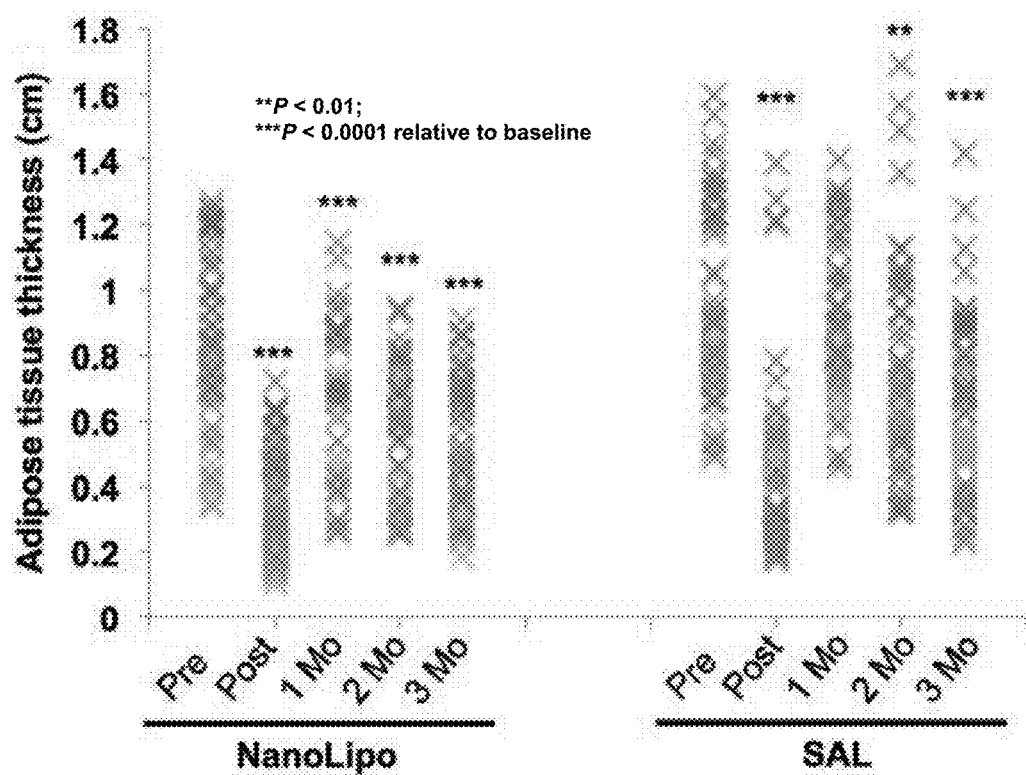 Adipose tissue thickness (cm)
1.8
1.6
1.4
1.2
1
0.8
0.6
0.4
0.2
0
**P < 0.01;
***P < 0.0001 relative to baseline
***
***
***
***
***
**
***
Pre
Post
1 Mo
2 Mo
3 Mo
Pre
Post
1 Mo
2 Mo
3 Mo
NanoLipo
SAL